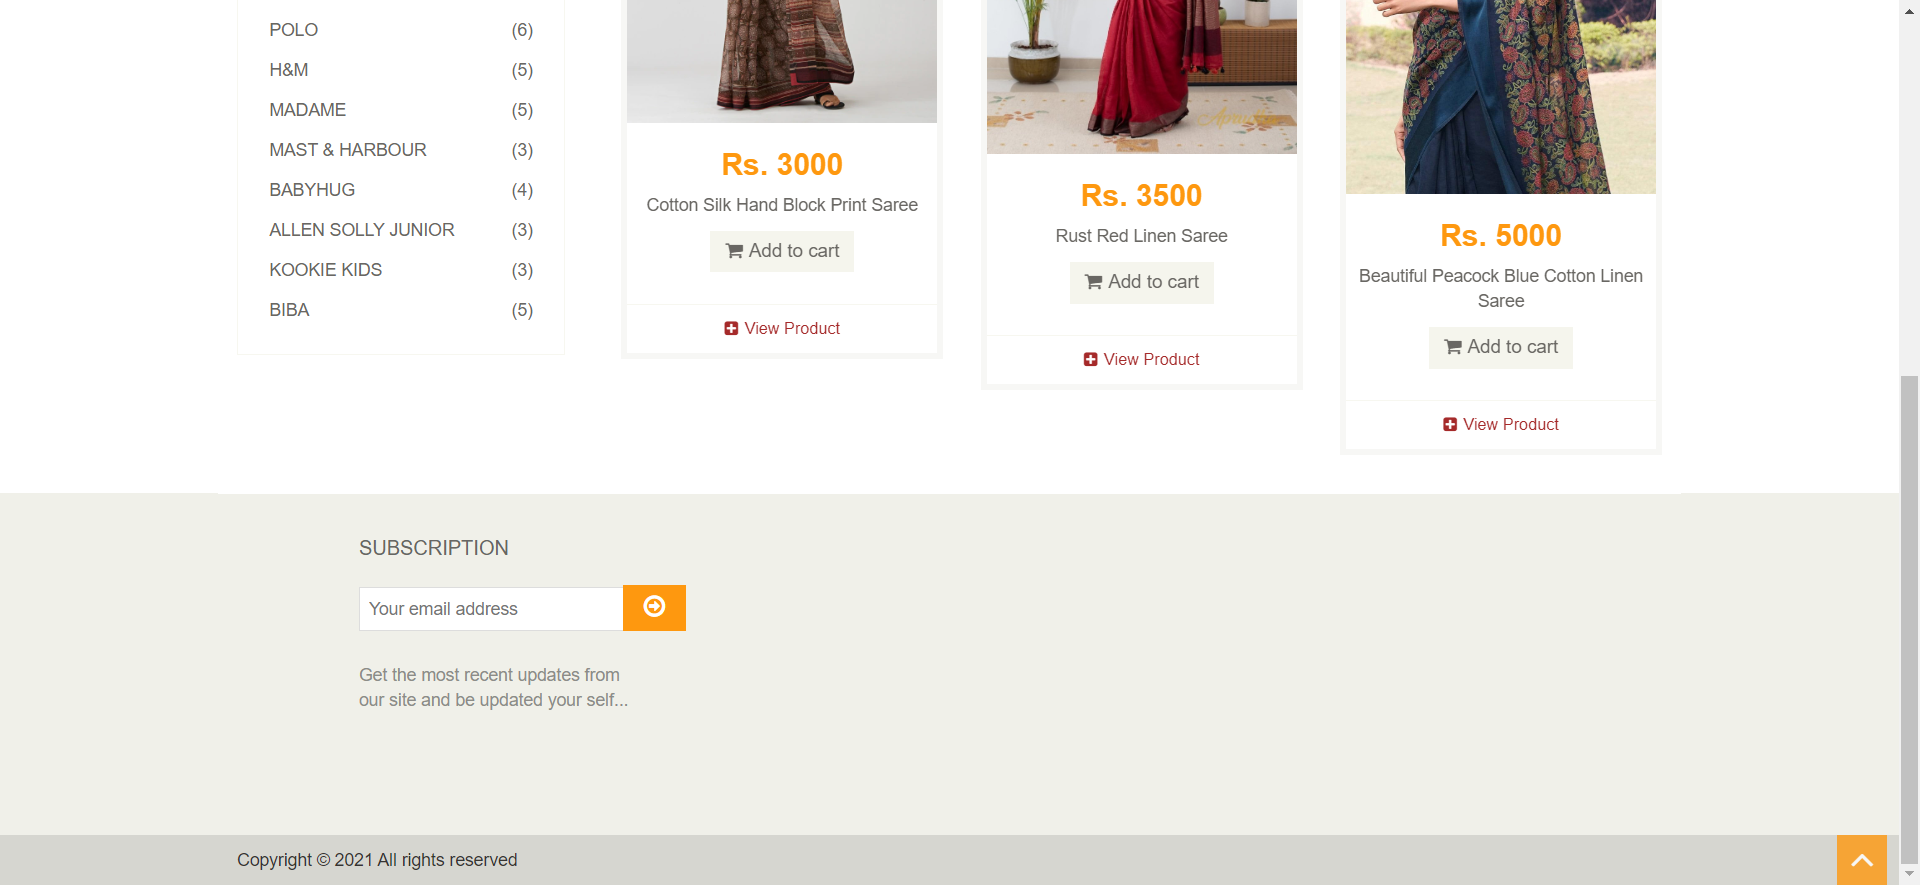 POLO (6)
H&M (5)
MADAME (5)
MAST & HARBOUR (3)
BABYHUG (4)
ALLEN SOLLY JUNIOR (3)
KOOKIE KIDS (3)
BIBA (5)
Rs. 3000
Cotton Silk Hand Block Print Saree
Add to cart
View Product
Rs. 3500
Rust Red Linen Saree
Add to cart
View Product
Rs. 5000
Beautiful Peacock Blue Cotton Linen
Saree
Add to cart
View Product
SUBSCRIPTION
Your email address
Get the most recent updates from
our site and be updated your self...
Copyright © 2021 All rights reserved